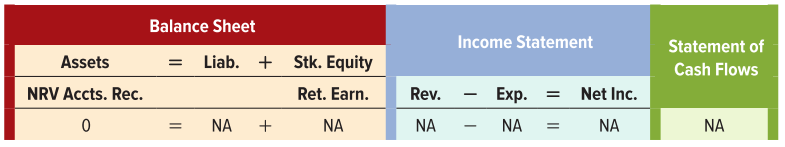 Balance Sheet
Income Statement
Statement of
Cash Flows
Assets = Liab. + Stk. Equity
NRV Accts. Rec. Ret. Earn. Rev. − Exp. = Net Inc.
0 = NA + NA NA − NA = NA NA